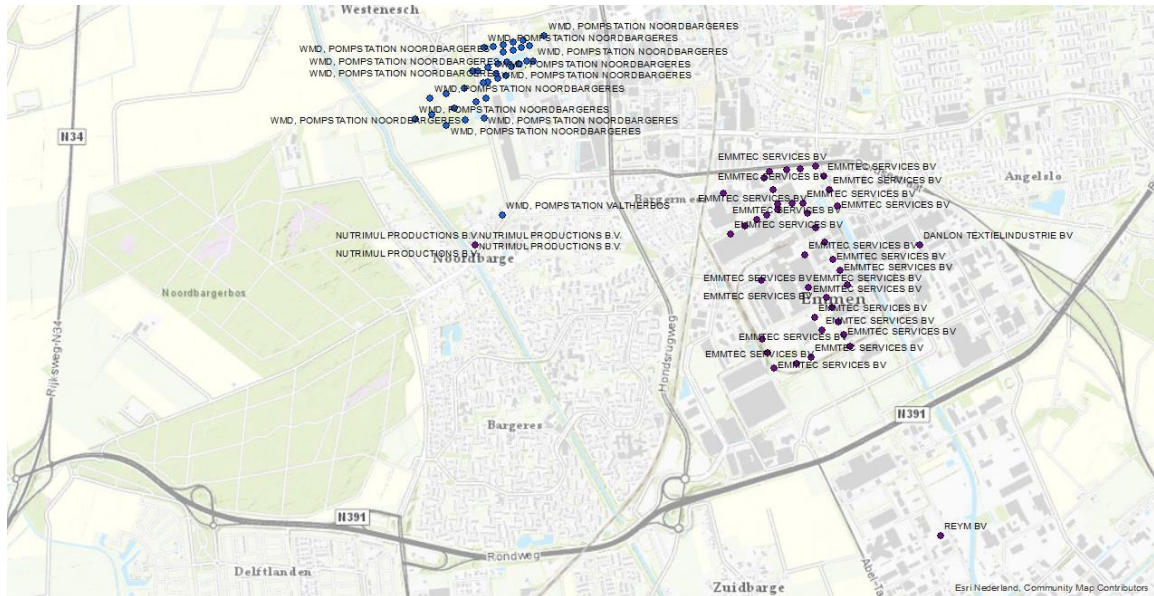 Westenesch
WMD, POMPSTATION NOORDBARGERES
WMD, POMPSTATION NOORDBARGERES
WMD, POMPSTATION NOORDBARGERES
WMD, POMPSTATION NOORDBARGERES
WMD, POMPSTATION NOORDBARGERES
WMD, POMPSTATION NOORDBARGERES
WMD, POMPSTATION NOORDBARGERES
WMD, POMPSTATION NOORDBARGERES
WMD, POMPSTATION NOORDBARGERES
WMD, POMPSTATION NOORDBARGERES
WMD, POMPSTATION NOORDBARGERES
WMD, POMPSTATION NOORDBARGERES
WMD, POMPSTATION NOORDBARGERES
N34
EMMTEC SERVICES BV
EMMTEC SERVICES BV
EMMTEC SERVICES BV
EMMTEC SERVICES BV
Angelslo
EMMTEC SERVICES BV
EMMTEC SERVICES BV
WMD, POMPSTATION VALTHERBOS
EMMTEC SERVICES BV
EMMTEC SERVICES BV
NUTRIMUL PRODUCTIONS B.V.
NUTRIMUL PRODUCTIONS B.V.
DANLON TEXTIELINDUSTRIE BV
NUTRIMUL PRODUCTIONS B.V.
EMMTEC SERVICES BV
NUTRIMUL PRODUCTIONS B.V.
Noordbarge
EMMTEC SERVICES BV
EMMTEC SERVICES BV
EMMTEC SERVICES BV
EMMTEC SERVICES BV
EMMTEC SERVICES BV
Noordbargerbos
EMMTEC SERVICES BV
Emmen
EMMTEC SERVICES BV
EMMTEC SERVICES BV
EMMTEC SERVICES BV
EMMTEC SERVICES BV
EMMTEC SERVICES BV
EMMTEC SERVICES BV
EMMTEC SERVICES BV
Rijksweg-N34
Hondsrugweg
N391
Bargeres
N391
REYM BV
Rondweg
Delftlanden
Zuidbarge
Esri Nederland, Community Map Contributors